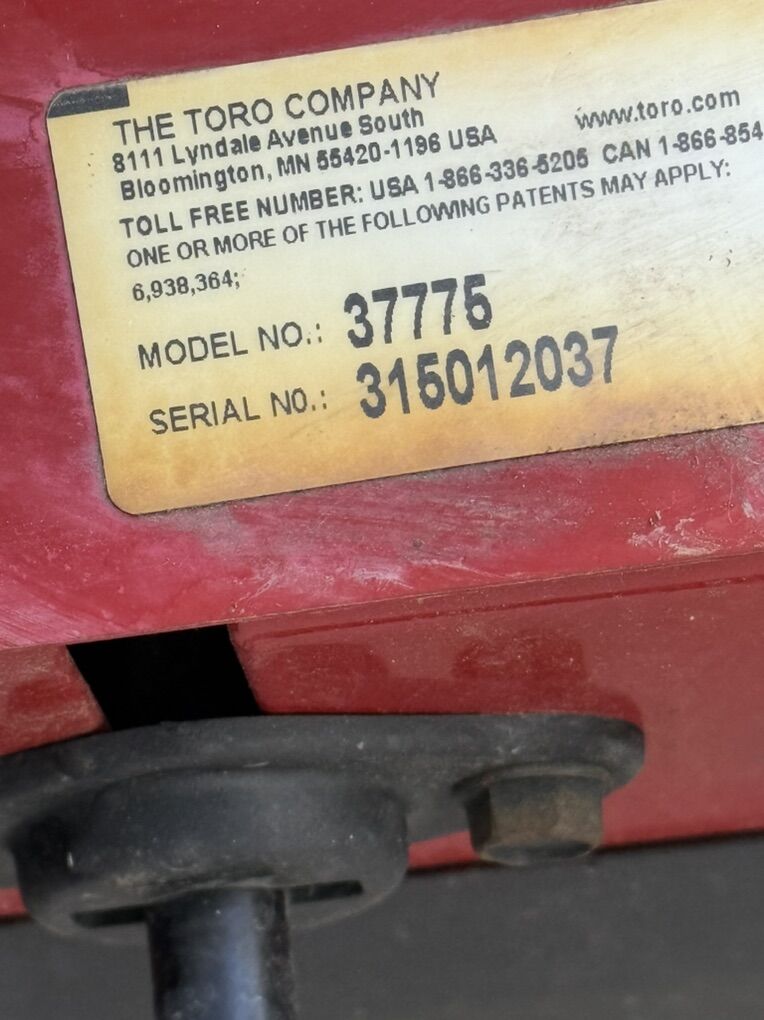 THE TORO COMPANY
8111 Lyndale Avenue South www.toro.com
Bloomington, MN 55420-1196 USA
TOLL FREE NUMBER: USA 1-866-336-5205 CAN 1-866-854
ONE OR MORE OF THE FOLLOWING PATENTS MAY APPLY:
6,938,364;
MODEL NO.: 37775
SERIAL NO.: 315012037